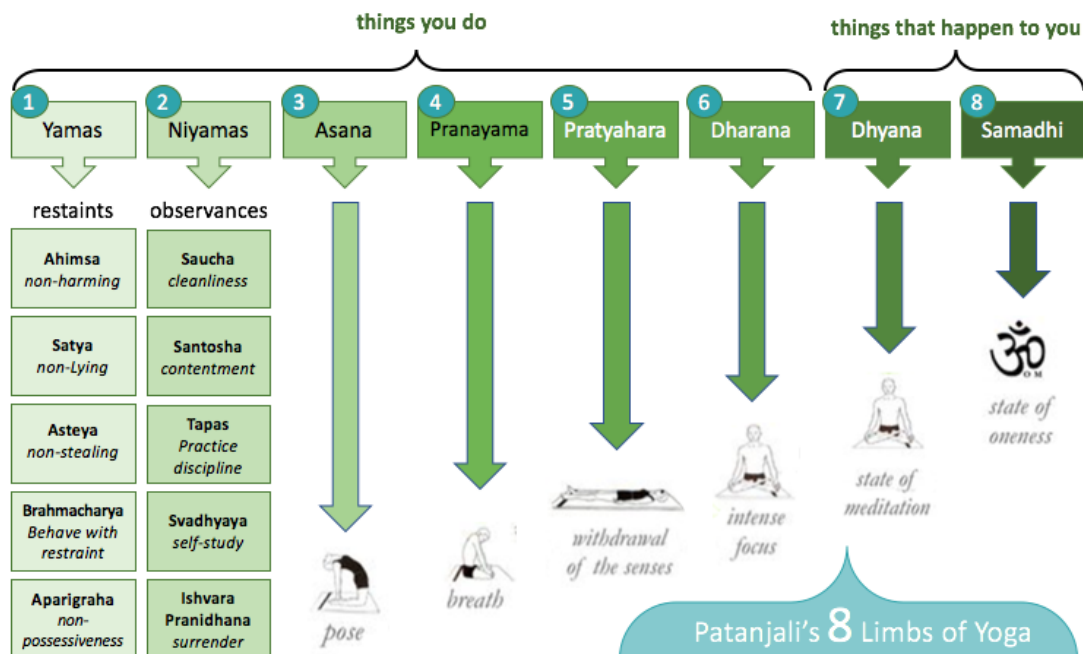 things you do
things that happen to you
1
Yamas
2
Niyamas
3
Asana
4
Pranayama
5
Pratyahara
6
Dharana
7
Dhyana
8
Samadhi
restaints
Ahimsa
non-harming
Satya
non-Lying
Asteya
non-stealing
Brahmacharya
Behave with
restraint
Aparigraha
non-
possessiveness
observances
Saucha
cleanliness
Santosha
contentment
Tapas
Practice
discipline
Svadhyaya
self-study
Ishvara
Pranidhana
surrender
pose
breath
withdrawal
of the senses
intense
focus
state of
meditation
ॐ
OM
state of
oneness
Patanjali's 8 Limbs of Yoga